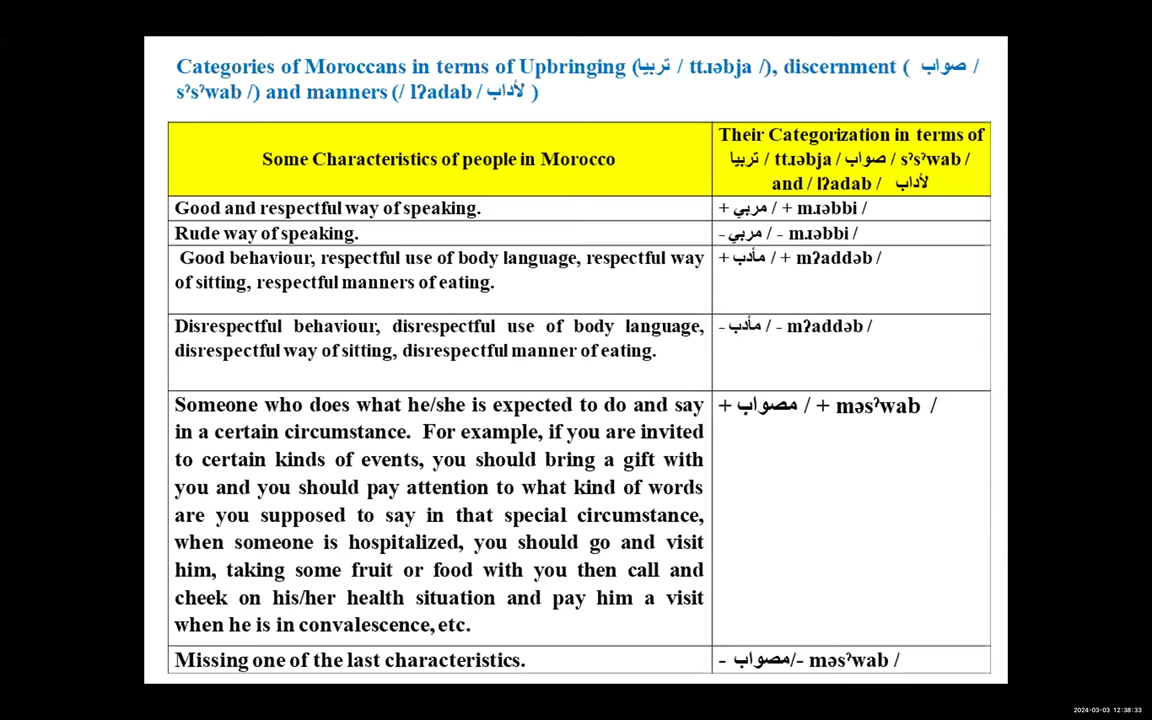 Categories of Moroccans in terms of Upbringing (تربيا / tt.ɹəbja /), discernment ( صواب /
sˤsˤwab /) and manners (/ lʔadab / لأداب )
Some Characteristics of people in Morocco
Their Categorization in terms of
تربيا / tt.ɹəbja / صواب / sˤsˤwab /
and / lʔadab / لأداب
Good and respectful way of speaking.
+ مربي / + m.ɹəbbi /
Rude way of speaking.
- مربي / - m.ɹəbbi /
Good behaviour, respectful use of body language, respectful way
of sitting, respectful manners of eating.
+ مأدب / + mʔaddəb /
Disrespectful behaviour, disrespectful use of body language,
disrespectful way of sitting, disrespectful manner of eating.
- مأدب / - mʔaddəb /
Someone who does what he/she is expected to do and say
in a certain circumstance. For example, if you are invited
to certain kinds of events, you should bring a gift with
you and you should pay attention to what kind of words
are you supposed to say in that special circumstance,
when someone is hospitalized, you should go and visit
him, taking some fruit or food with you then call and
cheek on his/her health situation and pay him a visit
when he is in convalescence, etc.
+ مصواب / + məsˤwab /
Missing one of the last characteristics.
- مصواب/- məsˤwab /
2024-03-03 12:38:33